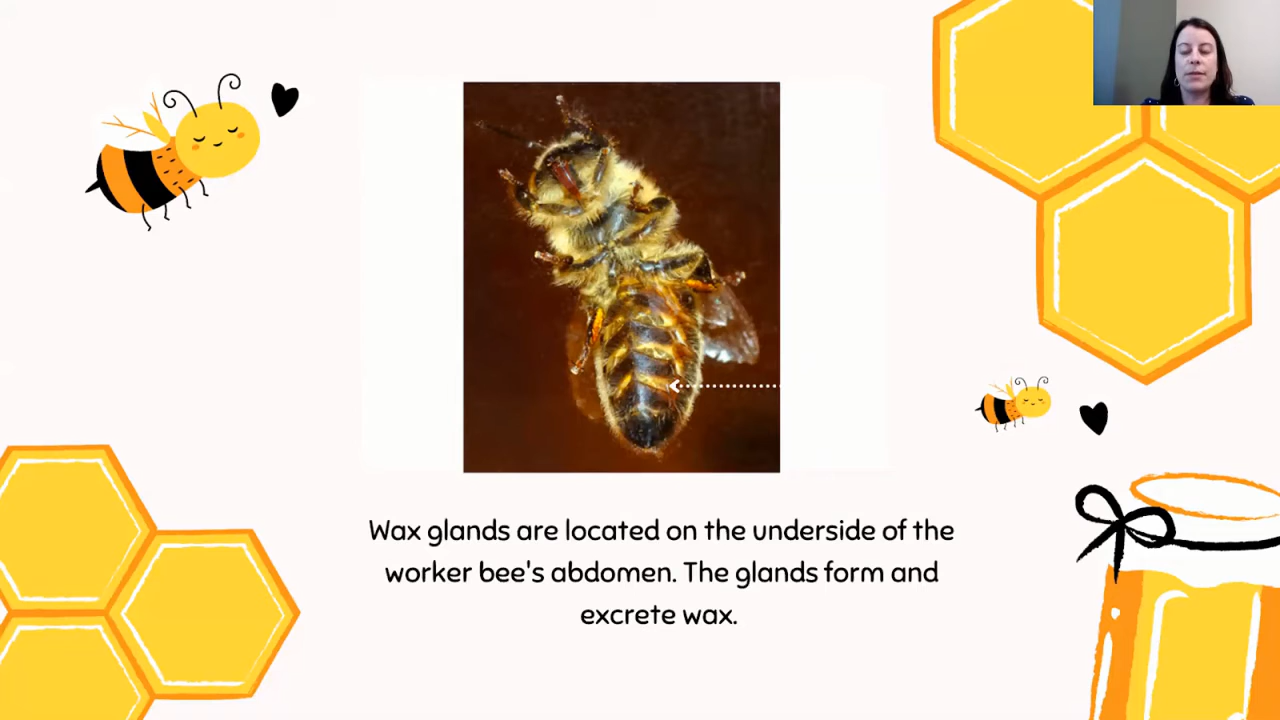 Wax glands are located on the underside of the
worker bee's abdomen. The glands form and
excrete wax.